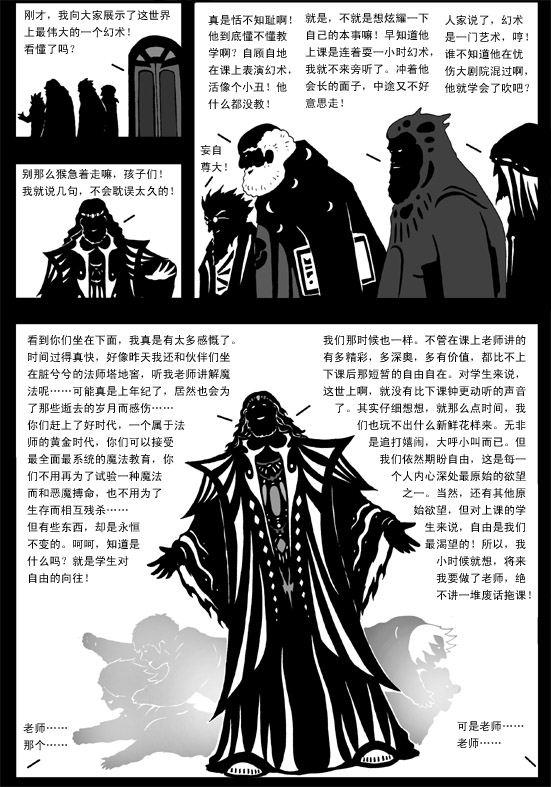 刚才，我向大家展示了这世界
上最伟大的一个幻术！
看懂了吗？
真是恬不知耻啊！
他到底懂不懂教
学啊？自顾自地
在课上表演幻术，
活像个小丑！他
什么都没教！
就是，不就是想炫耀一下
自己的本事嘛！早知道他
上课是连着耍一小时幻术，
我就不来旁听了。冲着他
会长的面子，中途又不好
意思走！
人家说了，幻术
是一门艺术，哼！
谁不知道他在忧
伤大剧院混过啊，
他就学会了吹吧？
妄自
尊大！
别那么猴急着走嘛，孩子们！
我就说几句，不会耽误太久的！
看到你们坐在下面，我真是有太多感慨了。
时间过得真快，好像昨天我还和伙伴们坐
在脏兮兮的法师塔地窖，听我老师讲解魔
法呢……可能真是上年纪了，居然也会为
了那些逝去的岁月而感伤……
你们赶上了好时代，一个属于法
师的黄金时代，你们可以接受
最全面最系统的魔法教育，你
们不用再为了试验一种魔法
而和恶魔搏命，也不用为了
生存而相互残杀……
但有些东西，却是永恒
不变的。呵呵，知道是
什么吗？就是学生对
自由的向往！
我们那时候也一样。不管在课上老师讲的
有多精彩，多深奥，多有价值，都比不上
下课后那短暂的自由自在。对学生来说，
这世上啊，就没有比下课钟更动听的声音
了。其实仔细想想，就那么点时间，我
们也玩不出什么新鲜花样来。无非
是追打嬉闹，大呼小叫而已。但
我们依然期盼自由，这是每一
个人内心深处最原始的欲望
之一。当然，还有其他原
始欲望，但对上课的学
生来说，自由是我们
最渴望的！所以，我
小时候就想，将来
我要做了老师，绝
不讲一堆废话拖课！
老师……
那个……
可是老师……
老师……